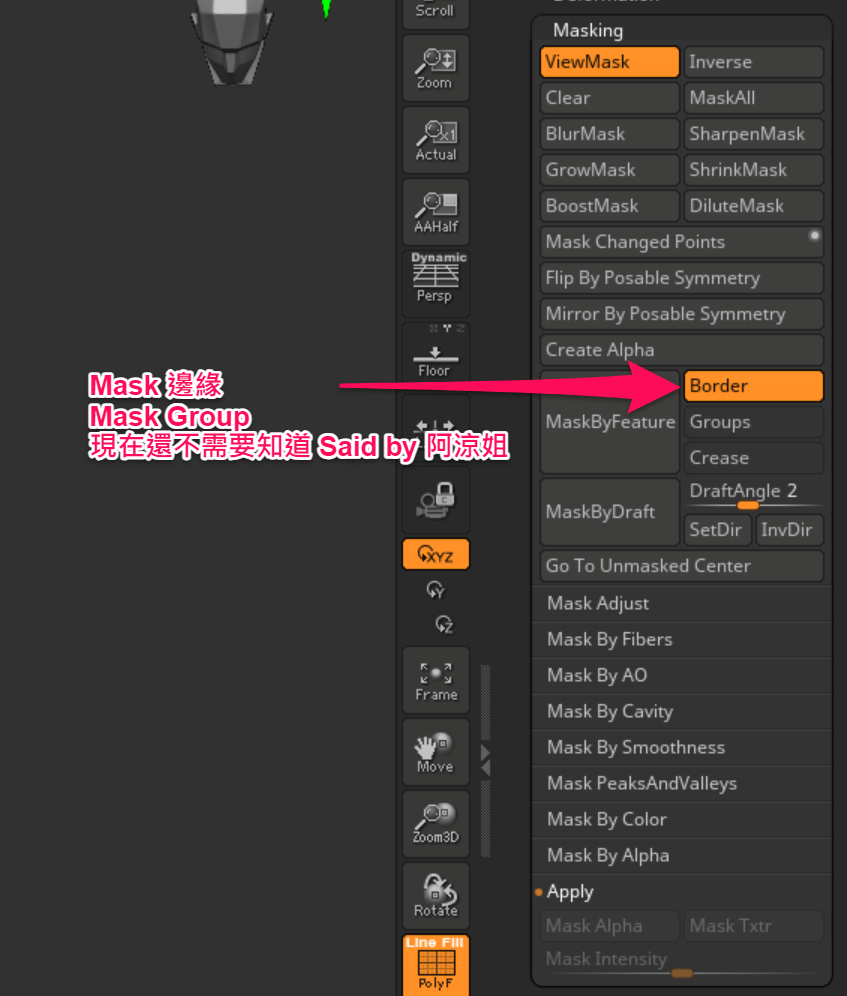 Scroll
Zoom
Actual
AAHalf
Dynamic
Persp
Floor
XYZ
Y
Z
Frame
Move
Zoom3D
Rotate
Line Fill
PolyF
Mask 邊緣
Mask Group
現在還不需要知道 Said by 阿涼姐
Deformation
Masking
ViewMask Inverse
Clear MaskAll
BlurMask SharpenMask
GrowMask ShrinkMask
BoostMask DiluteMask
Mask Changed Points
Flip By Posable Symmetry
Mirror By Posable Symmetry
Create Alpha
Border
MaskByFeature Groups
Crease
DraftAngle 2
MaskByDraft
SetDir InvDir
Go To Unmasked Center
Mask Adjust
Mask By Fibers
Mask By AO
Mask By Cavity
Mask By Smoothness
Mask PeaksAndValleys
Mask By Color
Mask By Alpha
Apply
Mask Alpha Mask Txtr
Mask Intensity